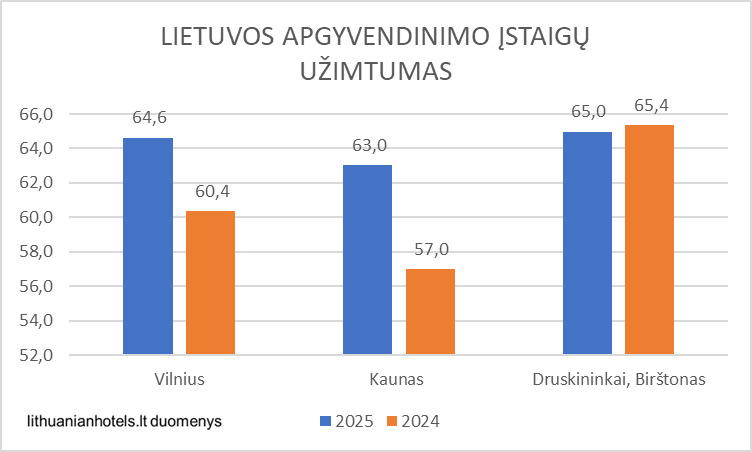 LIETUVOS APGYVENDINIMO ĮSTAIGŲ
UŽIMTUMAS
66,0
64,0
62,0
60,0
58,0
56,0
54,0
52,0
64,6
60,4
63,0
57,0
65,0
65,4
Vilnius
Kaunas
Druskininkai, Birštonas
lithuanianhotels.lt duomenys
2025
2024